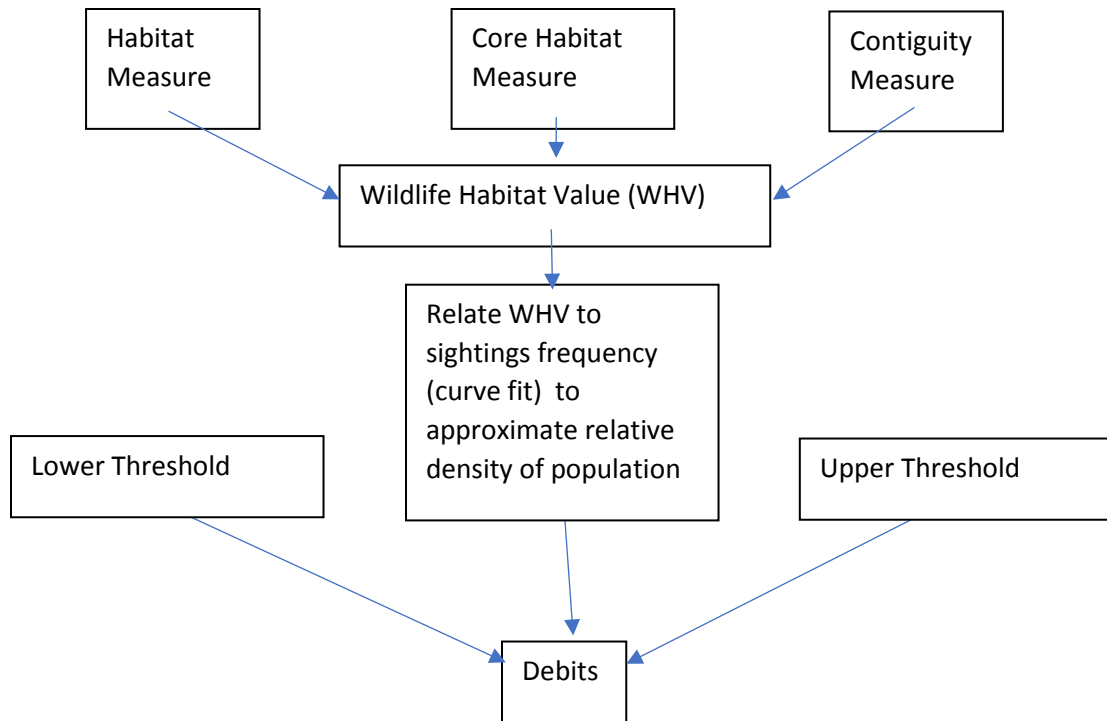 Habitat
Measure
Core Habitat
Measure
Contiguity
Measure
Wildlife Habitat Value (WHV)
Relate WHV to
sightings frequency
(curve fit)  to
approximate relative
density of population
Lower Threshold
Upper Threshold
Debits